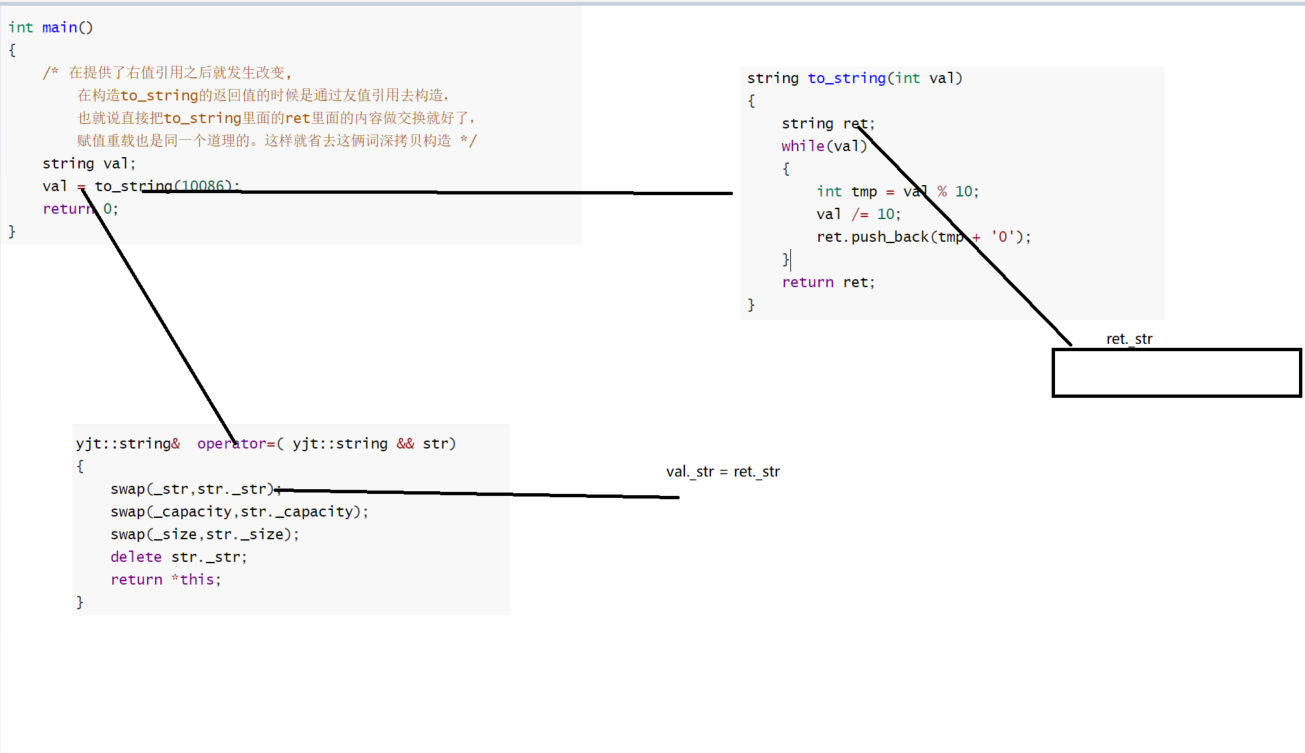 int main()
{
/* 在提供了右值引用之后就发生改变，
在构造to_string的返回值的时候是通过友值引用去构造，
也就说直接把to_string里面的ret里面的内容做交换就好了，
赋值重载也是同一个道理的。这样就省去这俩词深拷贝构造 */
string val;
val = to_string(10086);
return 0;
}
string to_string(int val)
{
string ret;
while(val)
{
int tmp = val % 10;
val /= 10;
ret.push_back(tmp + '0');
}
return ret;
}
ret._str
yjt::string& operator=( yjt::string && str)
{
swap(_str,str._str);
swap(_capacity,str._capacity);
swap(_size,str._size);
delete str._str;
return *this;
}
val._str = ret._str